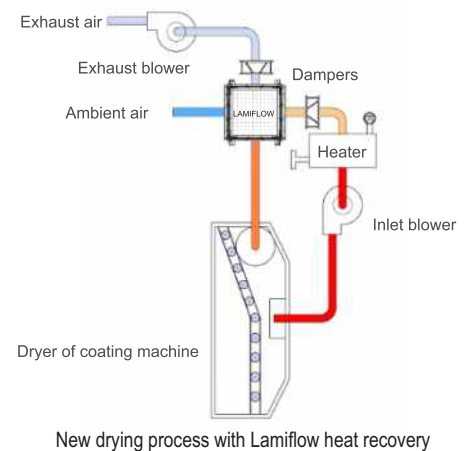 Exhaust air
Exhaust blower
Dampers
Ambient air
LAMIFLOW
Heater
Inlet blower
Dryer of coating machine
New drying process with Lamiflow heat recovery